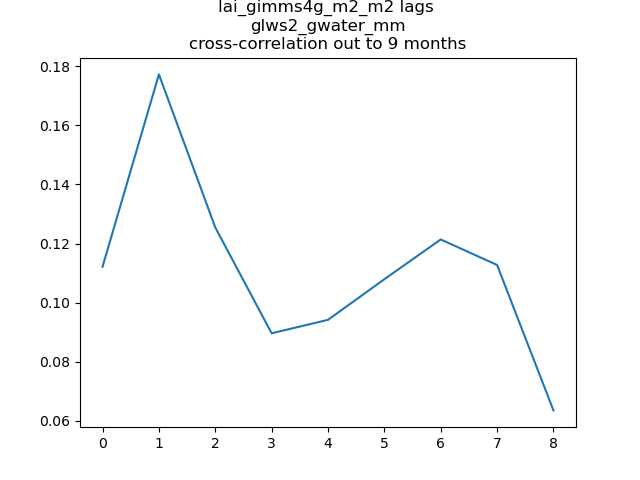 lai_gimms4g_m2_m2 lags
glws2_gwater_mm
cross-correlation out to 9 months
0.18
0.16
0.14
0.12
0.10
0.08
0.06
0 1 2 3 4 5 6 7 8